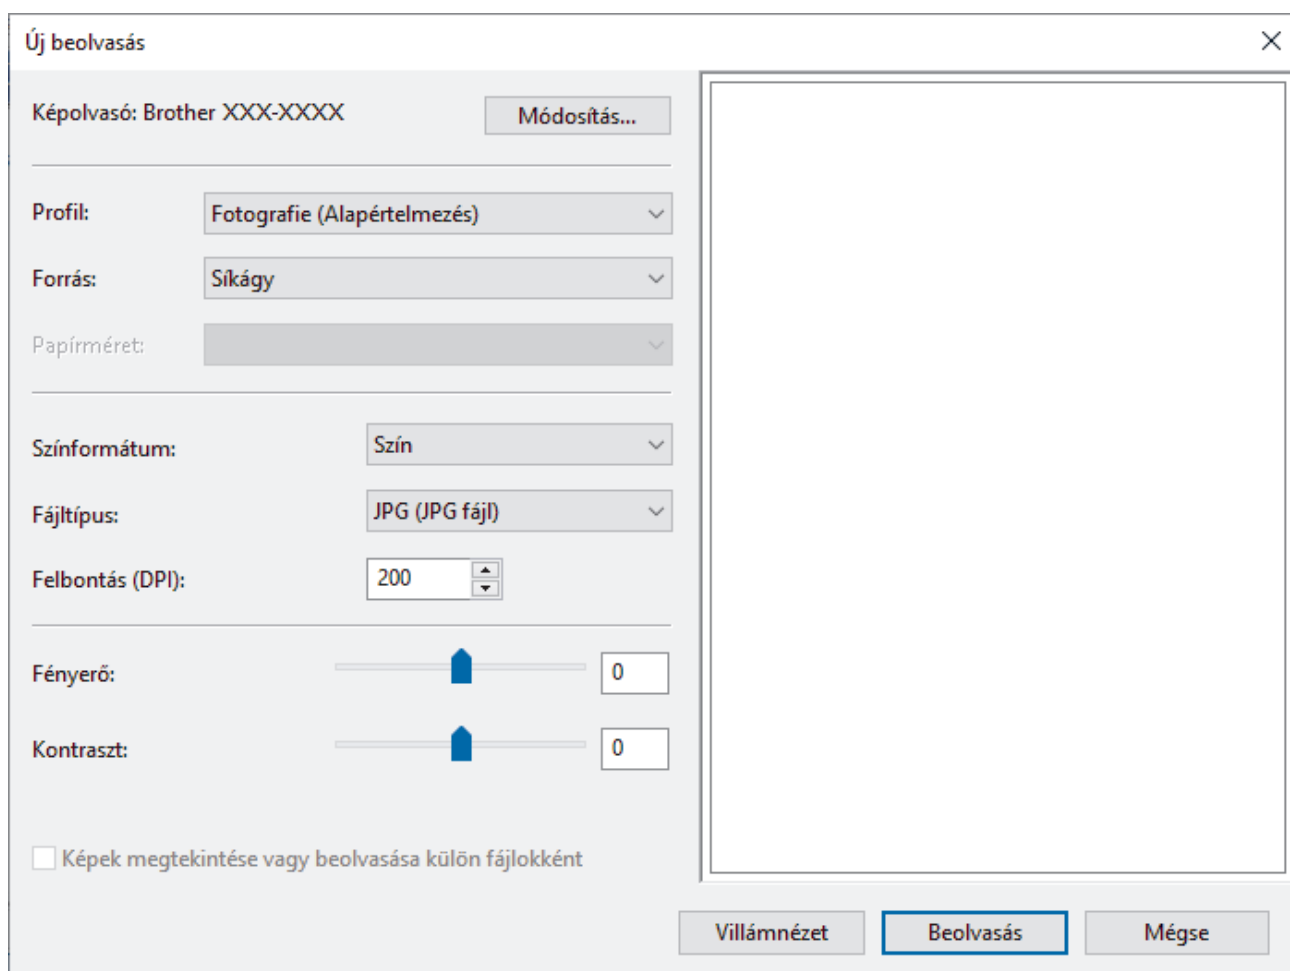 Új beolvasás
Képolvasó: Brother XXX-XXXX
Módosítás...
Profil:
Fotografie (Alapértelmezés)
Forrás:
Síkágy
Papírméret:
Színformátum:
Szín
Fájltípus:
JPG (JPG fájl)
Felbontás (DPI):
200
Fényerő:
0
Kontraszt:
0
Képek megtekintése vagy beolvasása külön fájlokként
Villámnézet
Beolvasás
Mégse